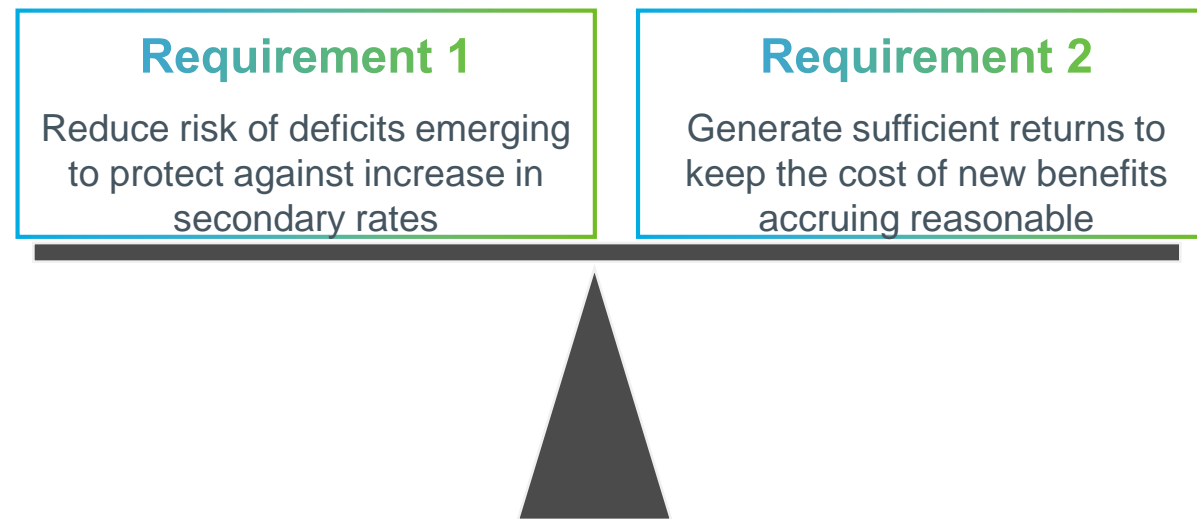 Requirement 1
Reduce risk of deficits emerging
to protect against increase in
secondary rates
Requirement 2
Generate sufficient returns to
keep the cost of new benefits
accruing reasonable